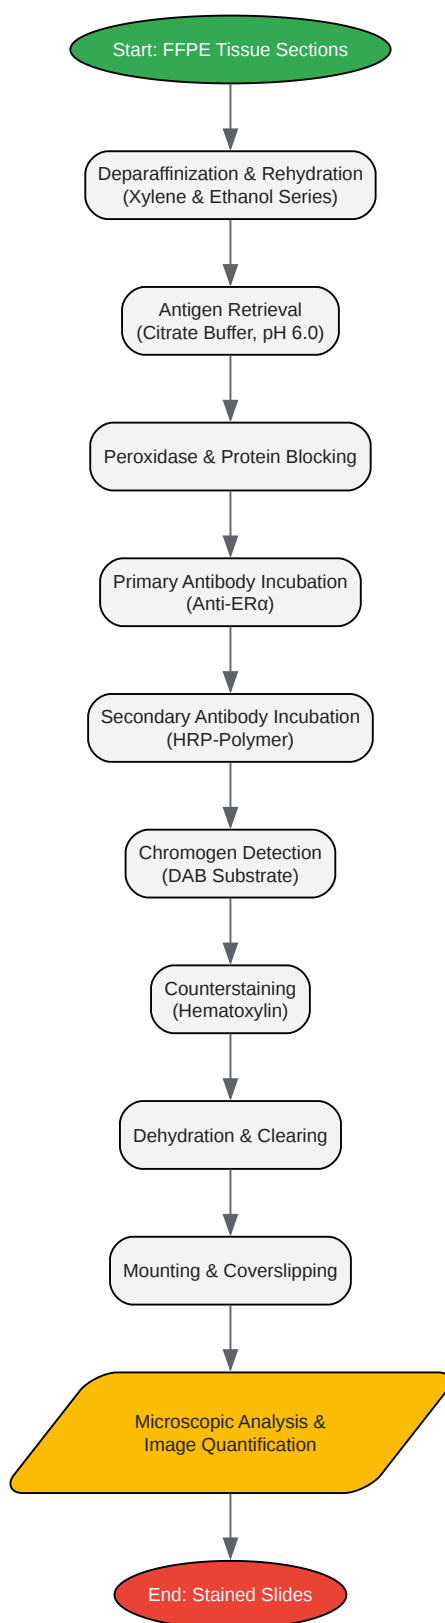 Start: FFPE Tissue Sections
Deparaffinization & Rehydration
(Xylene & Ethanol Series)
Antigen Retrieval
(Citrate Buffer, pH 6.0)
Peroxidase & Protein Blocking
Primary Antibody Incubation
(Anti-ERα)
Secondary Antibody Incubation
(HRP-Polymer)
Chromogen Detection
(DAB Substrate)
Counterstaining
(Hematoxylin)
Dehydration & Clearing
Mounting & Coverslipping
Microscopic Analysis &
Image Quantification
End: Stained Slides